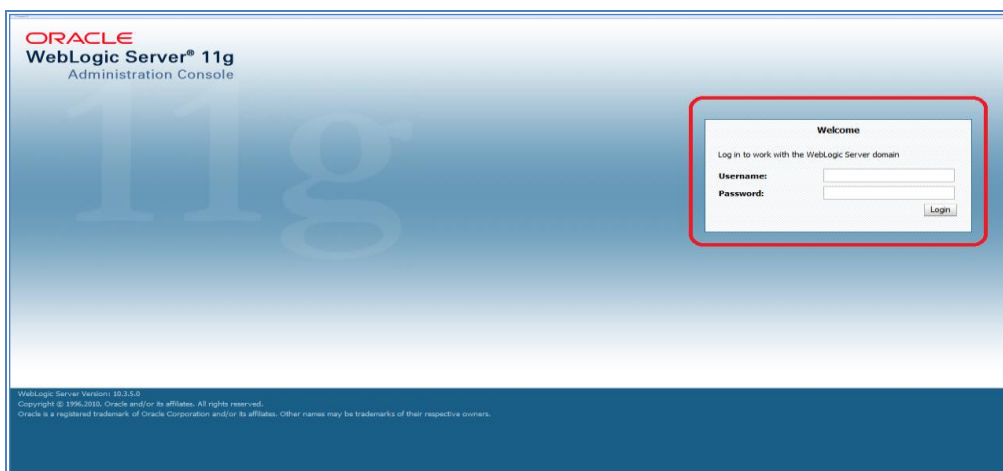 ORACLE
WebLogic Server® 11g
Administration Console
11g
Welcome
Log in to work with the WebLogic Server domain
Username:
Password:
Login
WebLogic Server Version: 10.3.5.0
Copyright © 1996,2010, Oracle and/or its affiliates. All rights reserved.
Oracle is a registered trademark of Oracle Corporation and/or its affiliates. Other names may be trademarks of their respective owners.